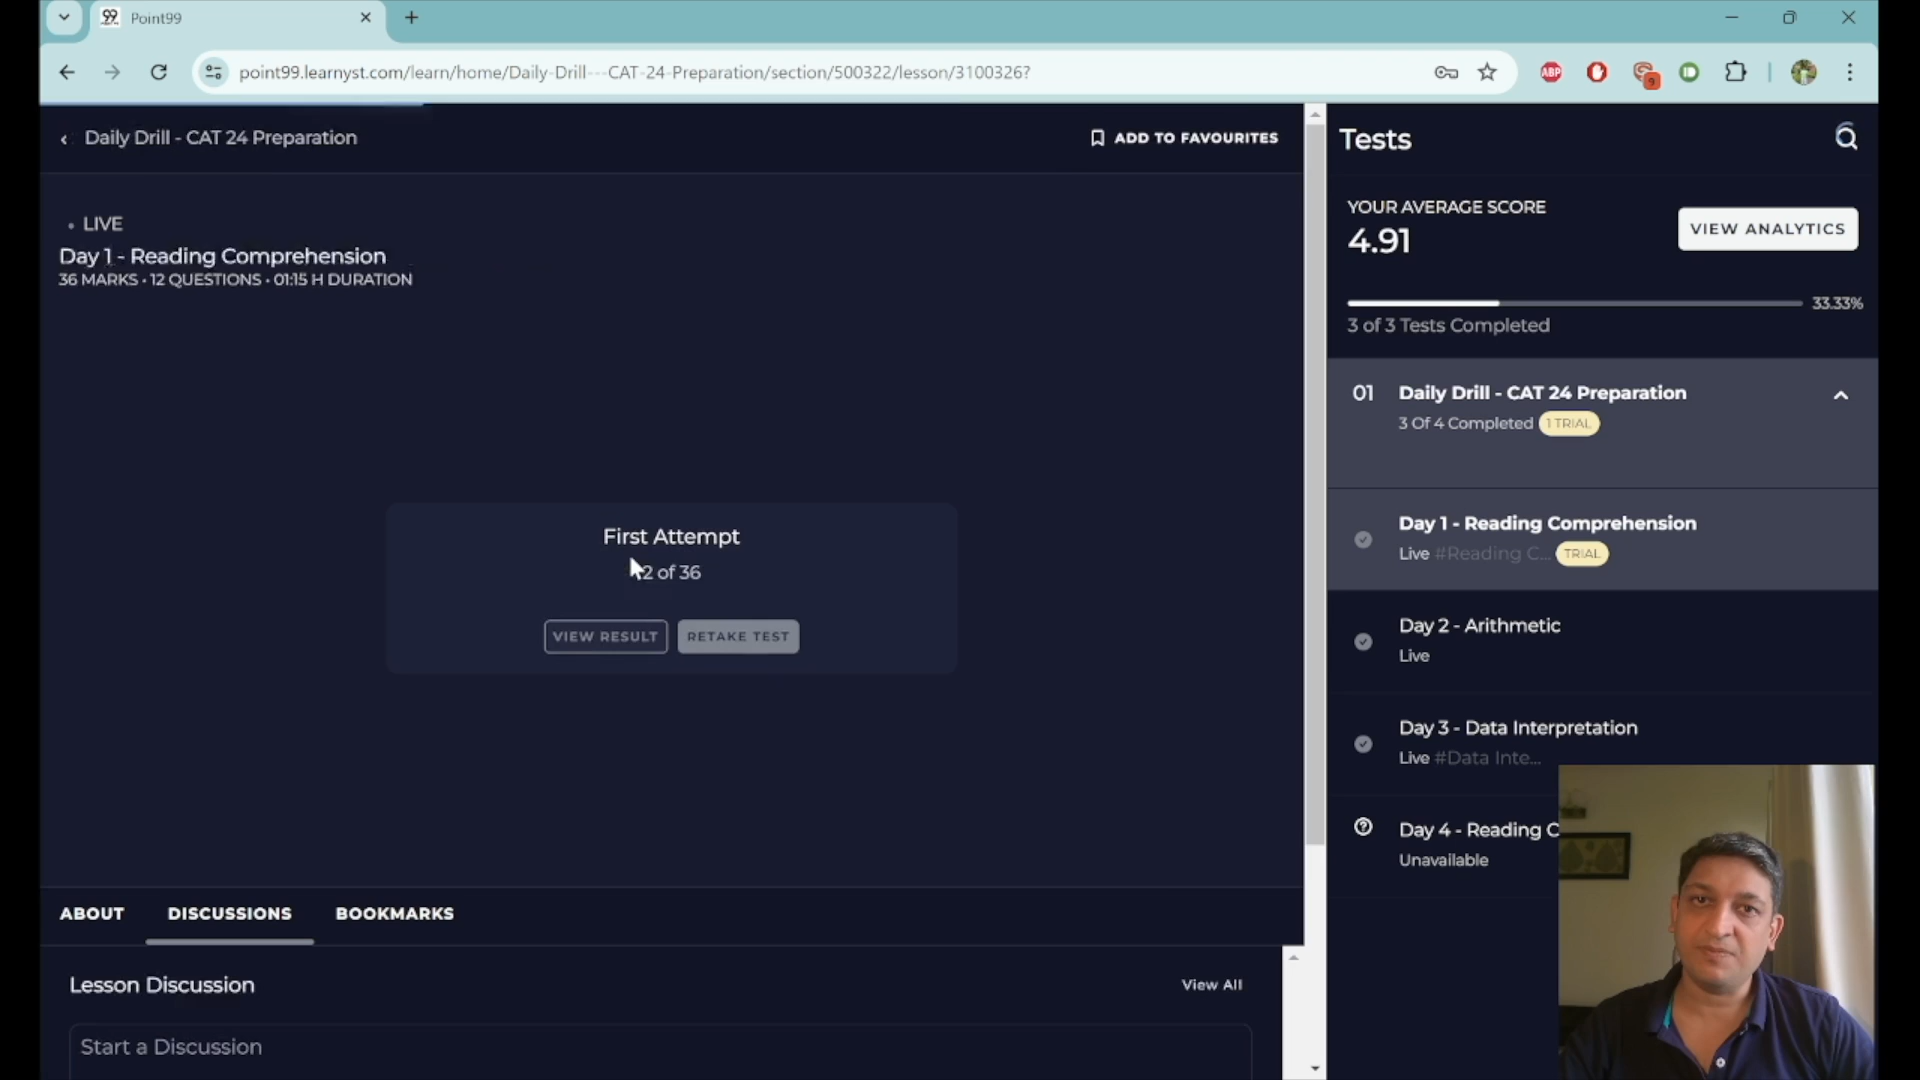 99
Point99
point99.learnyst.com/learn/home/Daily-Drill---CAT-24-Preparation/section/500322/lesson/3100326?
ABP
9
Daily Drill - CAT 24 Preparation
ADD TO FAVOURITES
• LIVE
Day 1 - Reading Comprehension
36 MARKS • 12 QUESTIONS • 01:15 H DURATION
First Attempt
2 of 36
VIEW RESULT
RETAKE TEST
ABOUT
DISCUSSIONS
BOOKMARKS
Lesson Discussion
View All
Start a Discussion
Tests
YOUR AVERAGE SCORE
4.91
VIEW ANALYTICS
33.33%
3 of 3 Tests Completed
01
Daily Drill - CAT 24 Preparation
3 Of 4 Completed
1 TRIAL
Day 1 - Reading Comprehension
Live #Reading C...
TRIAL
Day 2 - Arithmetic
Live
Day 3 - Data Interpretation
Live #Data Inte...
Day 4 - Reading C
Unavailable